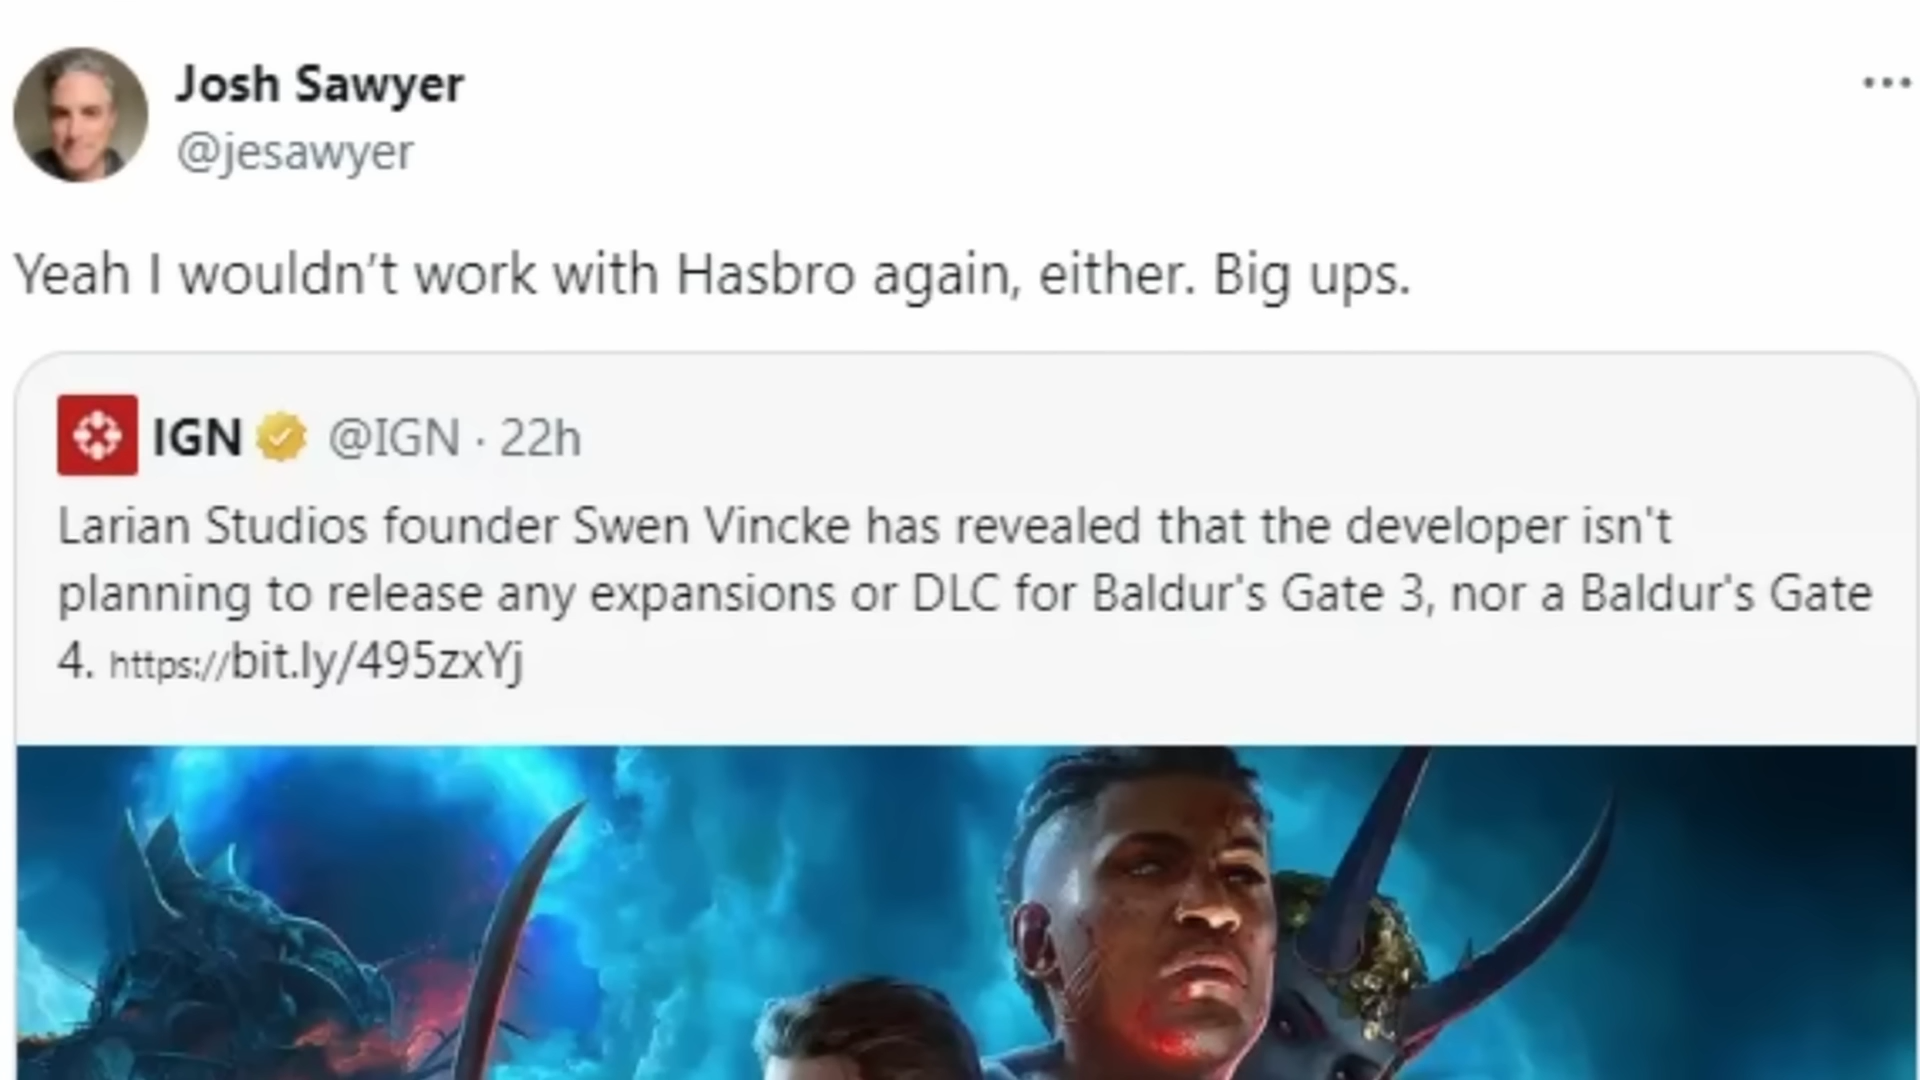 Josh Sawyer
@jesawyer
Yeah I wouldn’t work with Hasbro again, either. Big ups.
IGN @IGN · 22h
Larian Studios founder Swen Vincke has revealed that the developer isn't
planning to release any expansions or DLC for Baldur's Gate 3, nor a Baldur's Gate
4. https://bit.ly/495zxYj